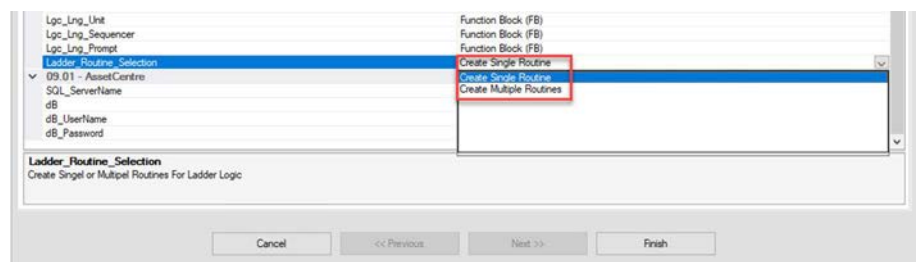 Lgc_Lng_Unit Function Block (FB)
Lgc_Lng_Sequencer Function Block (FB)
Lgc_Lng_Prompt Function Block (FB)
Ladder_Routine_Selection Create Single Routine
09.01 - AssetCentre Create Single Routine
SQL_ServerName Create Multiple Routines
dB
dB_UserName
dB_Password
Ladder_Routine_Selection
Create Singel or Multipel Routines For Ladder Logic
Cancel << Previous Next >> Finish